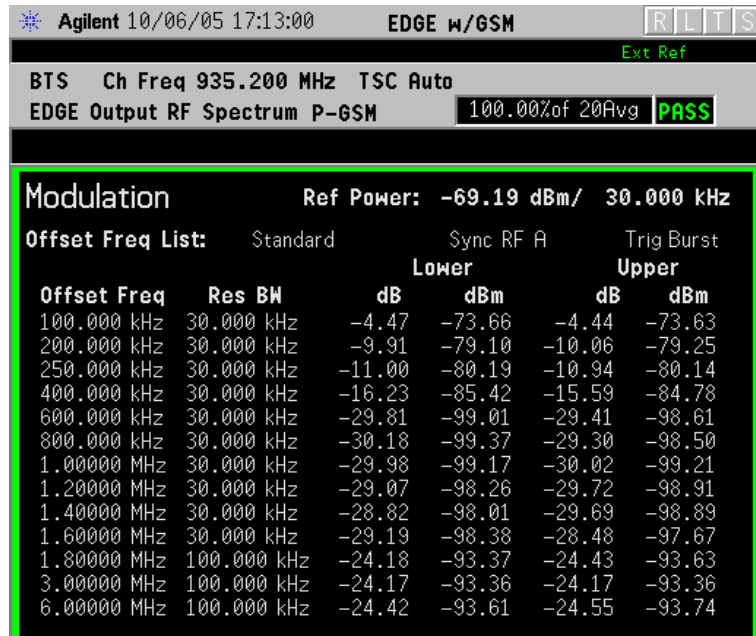 Agilent 10/06/05 17:13:00 EDGE w/GSM R L T S
Ext Ref
BTS Ch Freq 935.200 MHz TSC Auto
EDGE Output RF Spectrum P-GSM 100.00%of 20Avg PASS
Modulation Ref Power: -69.19 dBm/ 30.000 kHz
Offset Freq List: Standard Sync RF A Trig Burst
Lower Upper
Offset Freq Res BW dB dBm dB dBm
100.000 kHz 30.000 kHz -4.47 -73.66 -4.44 -73.63
200.000 kHz 30.000 kHz -9.91 -79.10 -10.06 -79.25
250.000 kHz 30.000 kHz -11.00 -80.19 -10.94 -80.14
400.000 kHz 30.000 kHz -16.23 -85.42 -15.59 -84.78
600.000 kHz 30.000 kHz -29.81 -99.01 -29.41 -98.61
800.000 kHz 30.000 kHz -30.18 -99.37 -29.30 -98.50
1.00000 MHz 30.000 kHz -29.98 -99.17 -30.02 -99.21
1.20000 MHz 30.000 kHz -29.07 -98.26 -29.72 -98.91
1.40000 MHz 30.000 kHz -28.82 -98.01 -29.69 -98.89
1.60000 MHz 30.000 kHz -29.19 -98.38 -28.48 -97.67
1.80000 MHz 100.000 kHz -24.18 -93.37 -24.43 -93.63
3.00000 MHz 100.000 kHz -24.17 -93.36 -24.17 -93.36
6.00000 MHz 100.000 kHz -24.42 -93.61 -24.55 -93.74